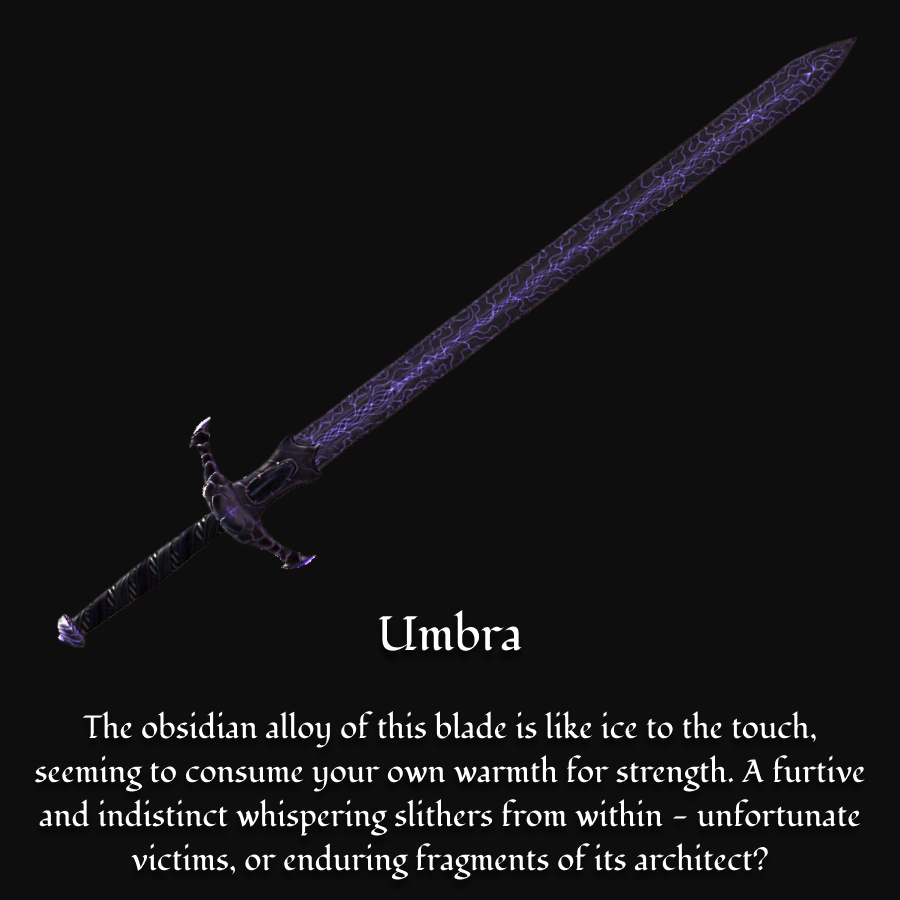 Umbra
The obsidian alloy of this blade is like ice to the touch,
seeming to consume your own warmth for strength. A furtive
and indistinct whispering slithers from within - unfortunate
victims, or enduring fragments of its architect?